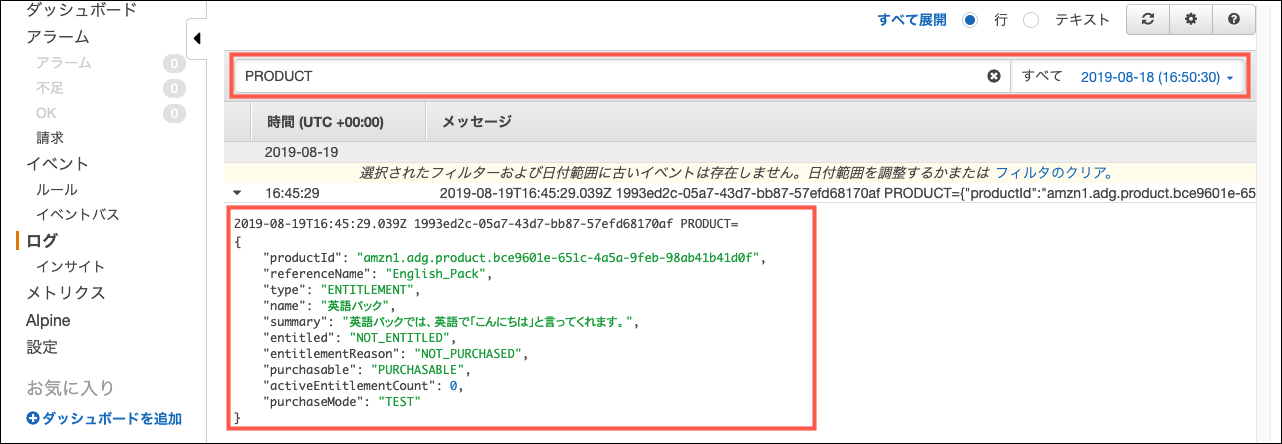 ダッシュボード
アラーム
アラーム 0
不足 0
OK 0
請求
イベント
ルール
イベントバス
ログ
インサイト
メトリクス
Alpine
設定
お気に入り
ダッシュボードを追加
すべて展開 行 テキスト
PRODUCT すべて 2019-08-18 (16:50:30)
時間 (UTC +00:00) メッセージ
2019-08-19
選択されたフィルターおよび日付範囲に古いイベントは存在しません。日付範囲を調整するかまたは フィルタのクリア。
16:45:29 2019-08-19T16:45:29.039Z 1993ed2c-05a7-43d7-bb87-57efd68170af PRODUCT={"productId":"amzn1.adg.product.bce9601e-65
2019-08-19T16:45:29.039Z 1993ed2c-05a7-43d7-bb87-57efd68170af PRODUCT=
{
"productId": "amzn1.adg.product.bce9601e-651c-4a5a-9feb-98ab41b41d0f",
"referenceName": "English_Pack",
"type": "ENTITLEMENT",
"name": "英語パック",
"summary": "英語パックでは、英語で「こんにちは」と言ってくれます。",
"entitled": "NOT_ENTITLED",
"entitlementReason": "NOT_PURCHASED",
"purchasable": "PURCHASABLE",
"activeEntitlementCount": 0,
"purchaseMode": "TEST"
}